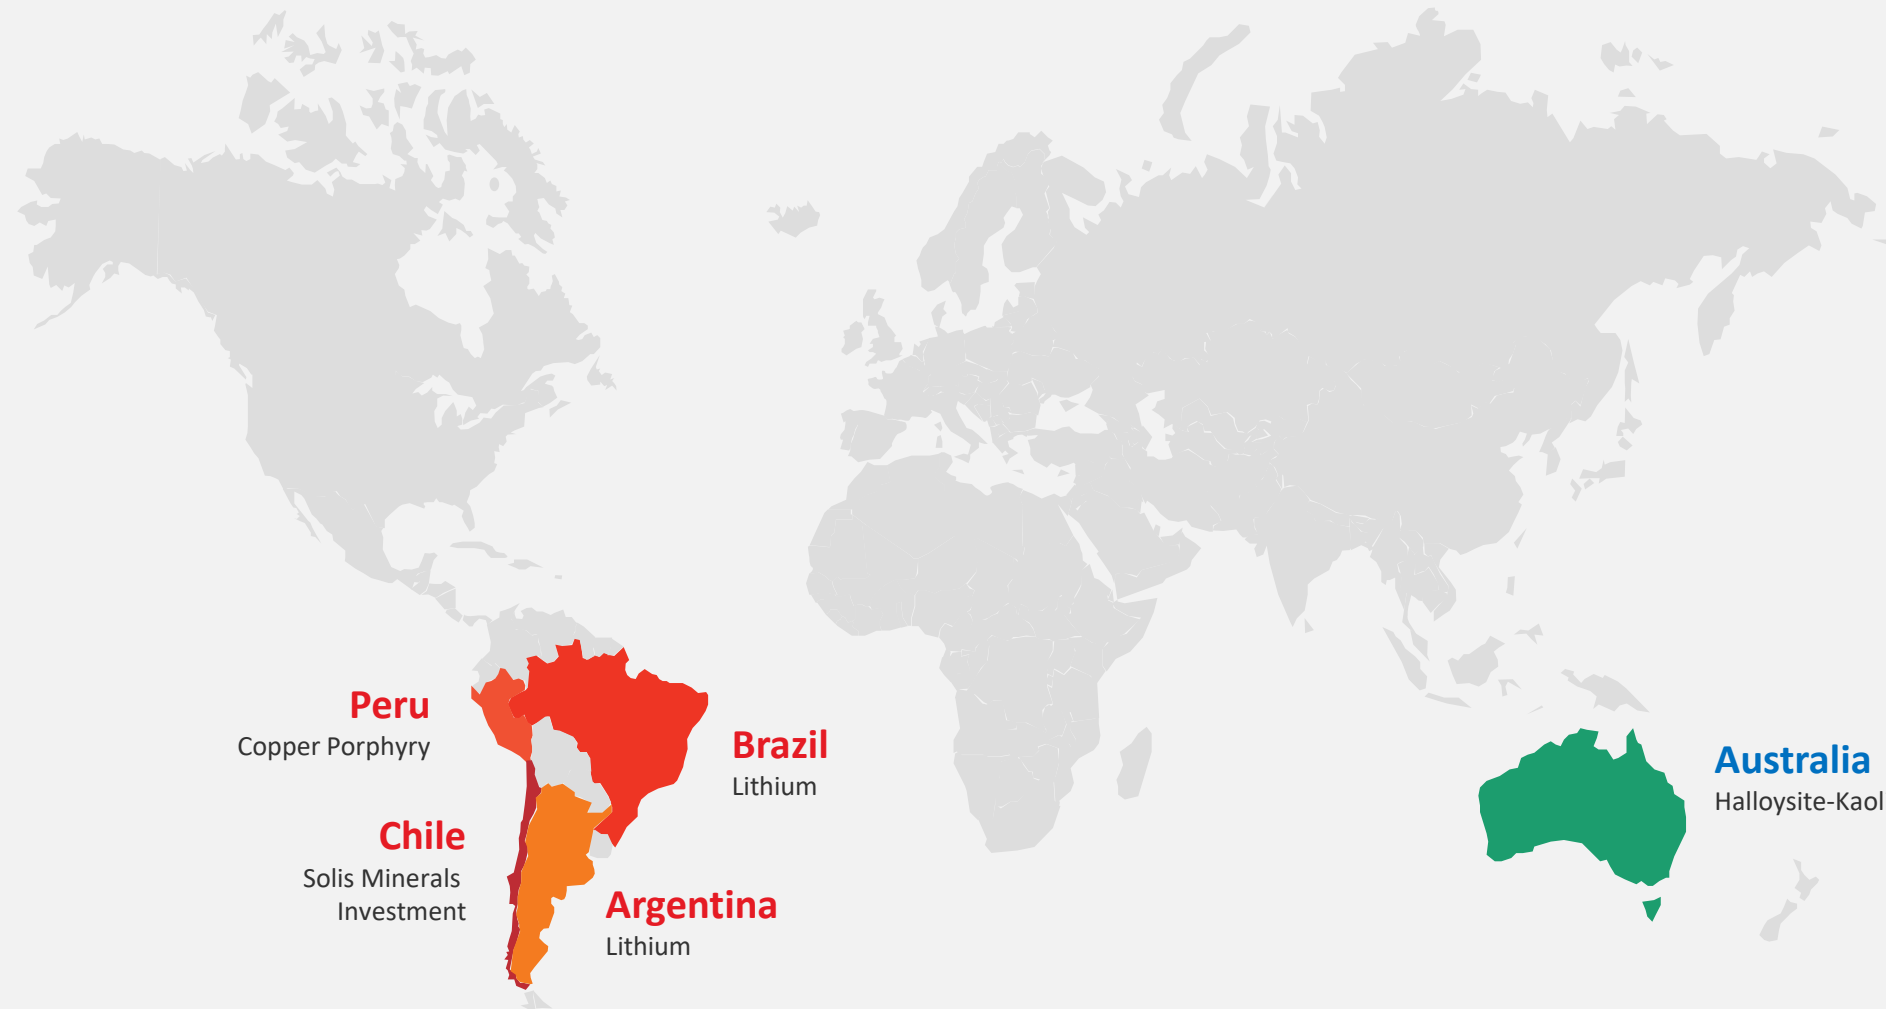 Peru
Copper Porphyry
Brazil
Lithium
Chile
Solis Minerals
Investment
Argentina
Lithium
Australia
Halloysite-Kaol